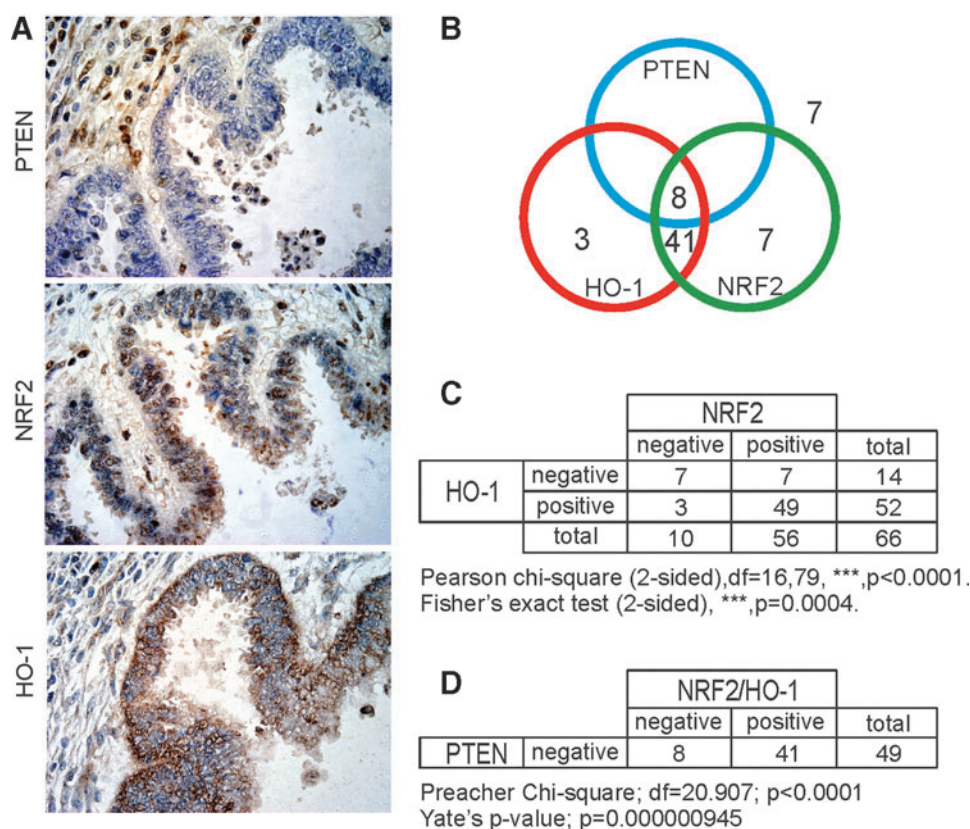 A
PTEN
NRF2
HO-1
B
PTEN
7
8
3
41
7
HO-1
NRF2
C
NRF2
negative positive total
HO-1 negative 7 7 14
positive 3 49 52
total 10 56 66
Pearson chi-square (2-sided),df=16,79, ***,p<0.0001.
Fisher's exact test (2-sided), ***,p=0.0004.
D
NRF2/HO-1
negative positive total
PTEN negative 8 41 49
Preacher Chi-square; df=20.907; p<0.0001
Yate's p-value; p=0.000000945